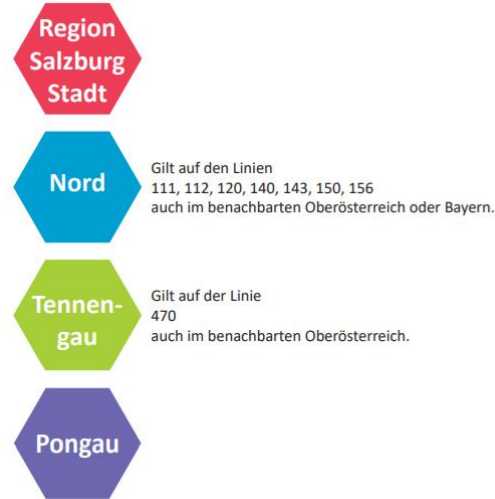 Region
Salzburg
Stadt
Nord
Gilt auf den Linien
111, 112, 120, 140, 143, 150, 156
auch im benachbarten Oberösterreich oder Bayern.
Tennen-
gau
Gilt auf der Linie
470
auch im benachbarten Oberösterreich.
Pongau